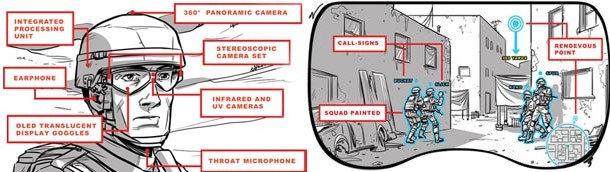 360° PANORAMIC CAMERA
INTEGRATED
PROCESSING
UNIT
STEREOSCOPIC
CAMERA SET
EARPHONE
INFRARED AND
UV CAMERAS
OLED TRANSLUCENT
DISPLAY GOGGLES
THROAT MICROPHONE
CALL-SIGNS
RENDEVOUS
POINT
SQUAD PAINTED